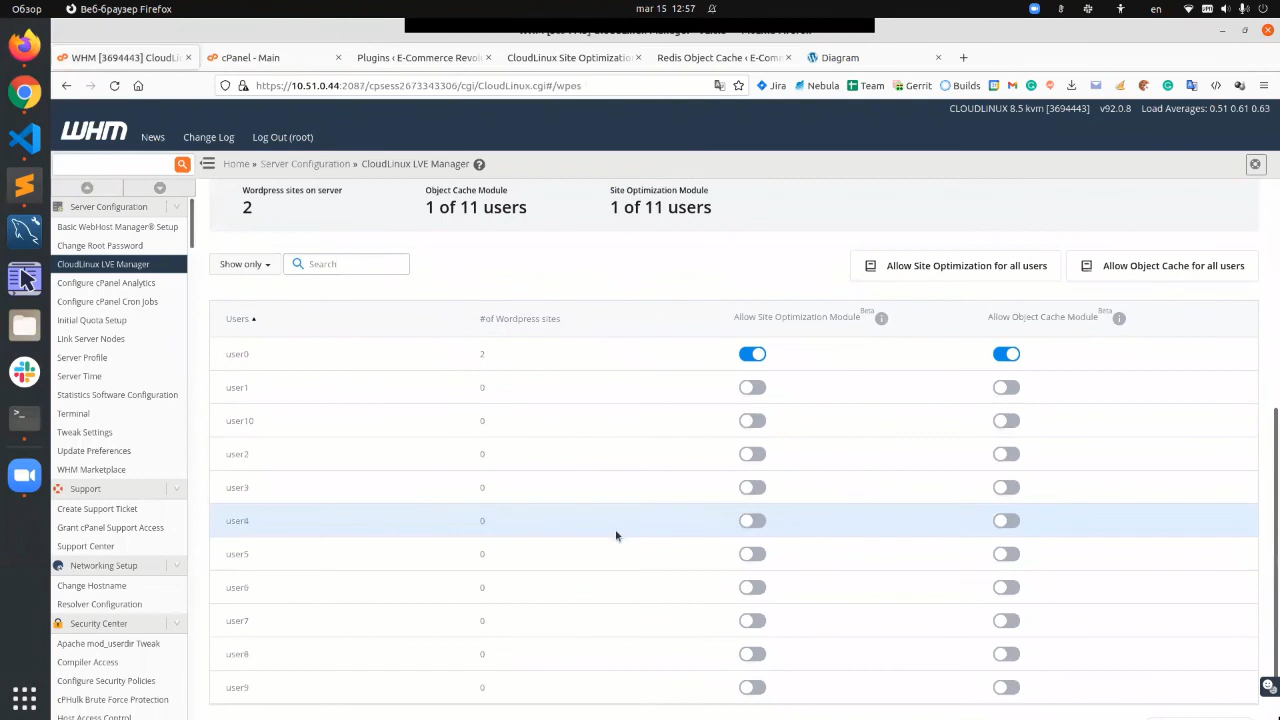 Обзор
Веб-браузер Firefox
mar 15 12:57
en
WHM [3694443] CloudLi
cPanel - Main
Plugins ‹ E-Commerce Revol
CloudLinux Site Optimizatio
Redis Object Cache ‹ E-Com
Diagram
https://10.51.0.44:2087/cpsess2673343306/cgi/CloudLinux.cgi#/wpes
Jira
Nebula
Team
Gerrit
Builds
CLOUDLINUX 8.5 kvm [3694443] v92.0.8 Load Averages: 0.51 0.61 0.63
WHM
News
Change Log
Log Out (root)
Home » Server Configuration » CloudLinux LVE Manager
Server Configuration
Basic WebHost Manager® Setup
Change Root Password
CloudLinux LVE Manager
Configure cPanel Analytics
Configure cPanel Cron Jobs
Initial Quota Setup
Link Server Nodes
Server Profile
Server Time
Statistics Software Configuration
Terminal
Tweak Settings
Update Preferences
WHM Marketplace
Support
Create Support Ticket
Grant cPanel Support Access
Support Center
Networking Setup
Change Hostname
Resolver Configuration
Security Center
Apache mod_userdir Tweak
Compiler Access
Configure Security Policies
cPHulk Brute Force Protection
Host Access Control
Wordpress sites on server
2
Object Cache Module
1 of 11 users
Site Optimization Module
1 of 11 users
Show only
Search
Allow Site Optimization for all users
Allow Object Cache for all users
Users #of Wordpress sites Allow Site Optimization Module Beta Allow Object Cache Module Beta
user0 2
user1 0
user10 0
user2 0
user3 0
user4 0
user5 0
user6 0
user7 0
user8 0
user9 0